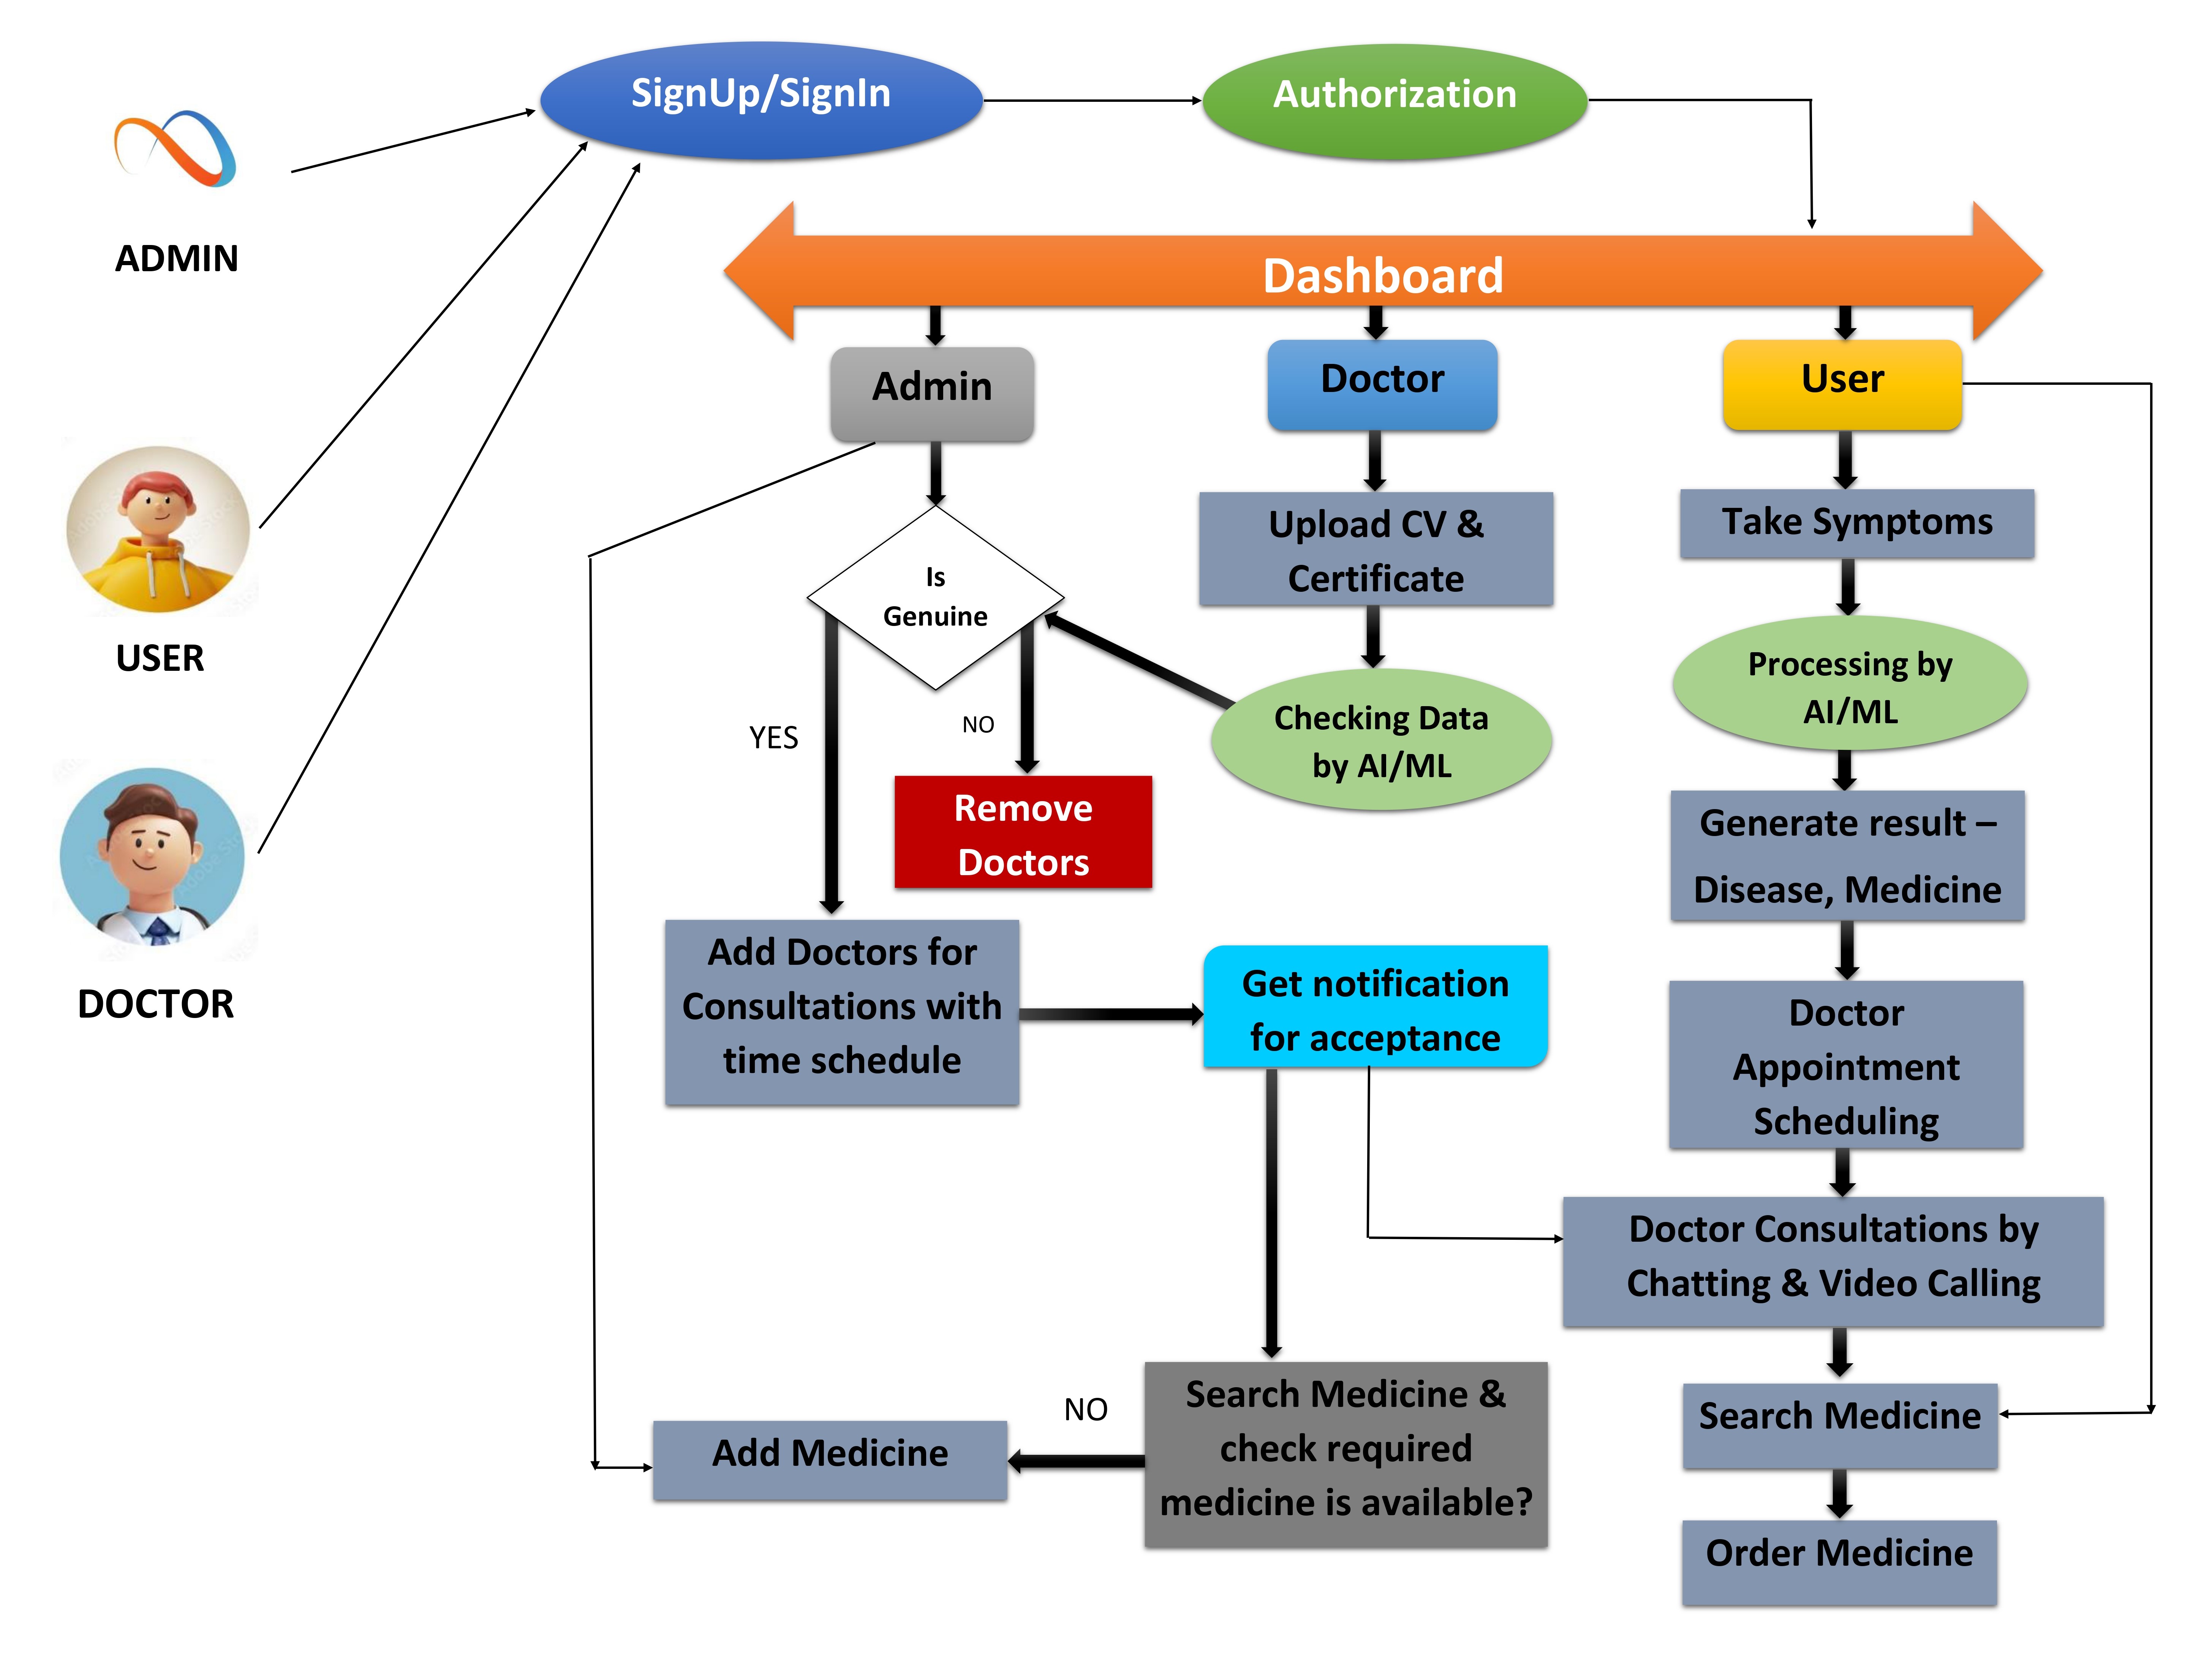 SignUp/SignIn
Authorization
ADMIN
Dashboard
Admin
Doctor
User
Upload CV &
Certificate
Take Symptoms
Is
Genuine
USER
Processing by
AI/ML
Checking Data
by AI/ML
YES
NO
Remove
Doctors
Generate result –
Disease, Medicine
DOCTOR
Add Doctors for
Consultations with
time schedule
Get notification
for acceptance
Doctor
Appointment
Scheduling
Doctor Consultations by
Chatting & Video Calling
Search Medicine &
check required
medicine is available?
NO
Add Medicine
Search Medicine
Order Medicine